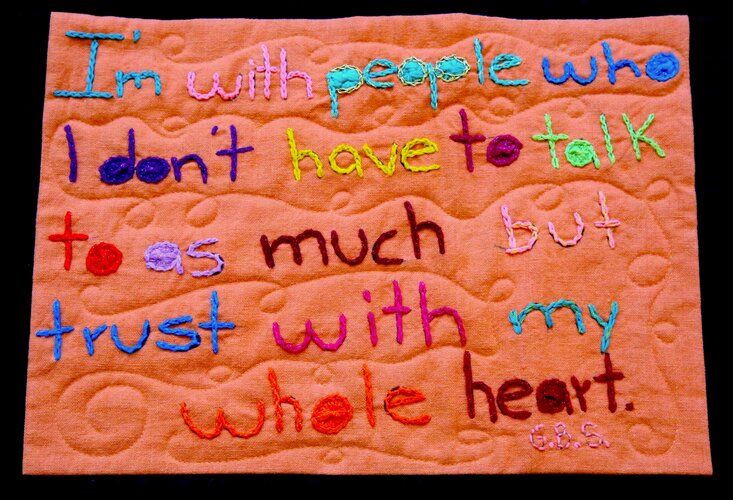 I'm with people who
I don't have to talk
to as much but
trust with my
whole heart.
G.B.S.